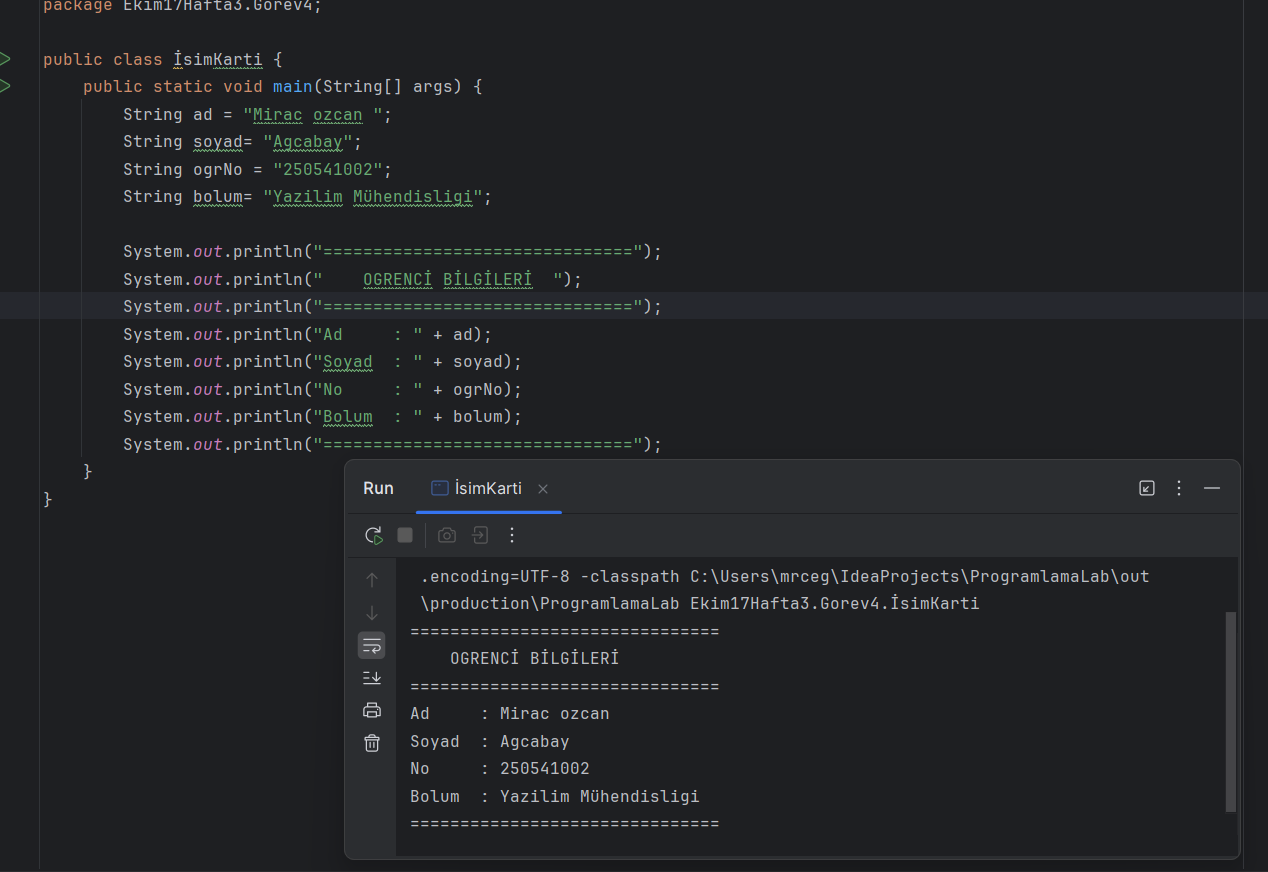 package Ekim17Hafta3.Gorev4;
public class İsimKarti {
    public static void main(String[] args) {
        String ad = "Mirac ozcan ";
        String soyad= "Agcabay";
        String ogrNo = "250541002";
        String bolum= "Yazilim Mühendisligi";
        System.out.println("===============================");
        System.out.println("    OGRENCİ BİLGİLERİ  ");
        System.out.println("===============================");
        System.out.println("Ad     : " + ad);
        System.out.println("Soyad  : " + soyad);
        System.out.println("No     : " + ogrNo);
        System.out.println("Bolum  : " + bolum);
        System.out.println("===============================");
    }
}
Run İsimKarti
.encoding=UTF-8 -classpath C:\Users\mrceg\IdeaProjects\ProgramlamaLab\out
\production\ProgramlamaLab Ekim17Hafta3.Gorev4.İsimKarti
===============================
    OGRENCİ BİLGİLERİ
===============================
Ad     : Mirac ozcan
Soyad  : Agcabay
No     : 250541002
Bolum  : Yazilim Mühendisligi
===============================